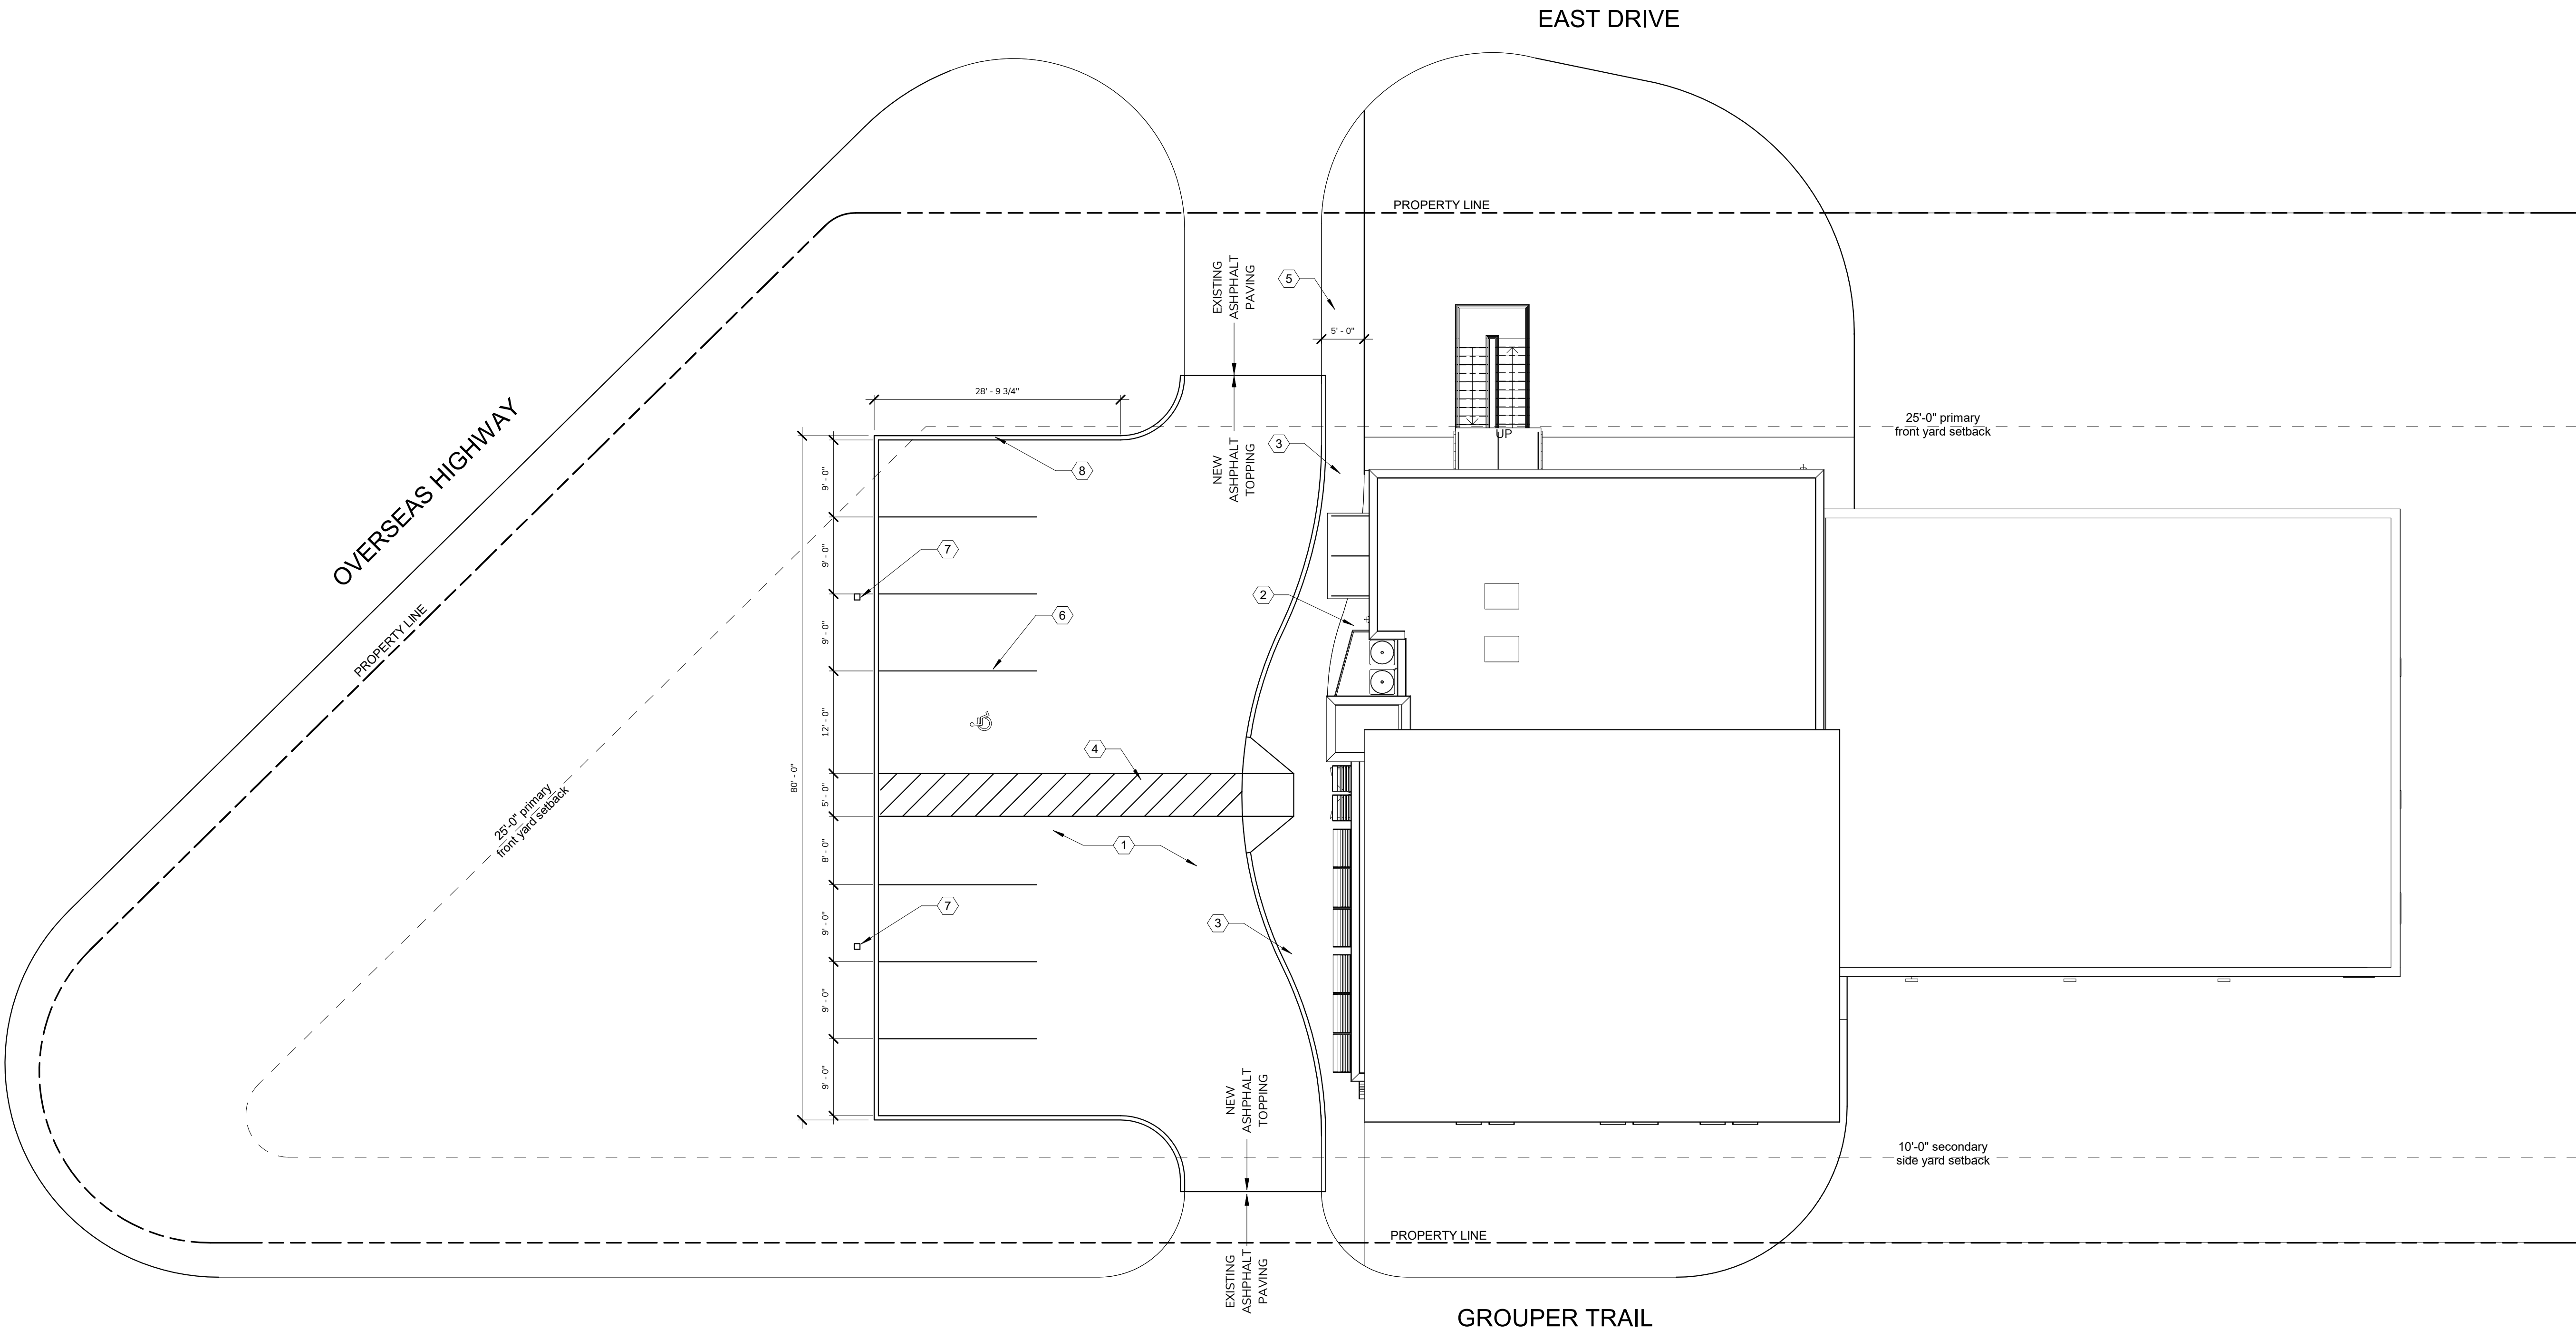 EAST DRIVE
PROPERTY LINE
EXISTING
ASHPHALT
PAVING
5
5' - 0"
28' - 9 3/4"
NEW
ASHPHALT
TOPPING
3
8
UP
25'-0" primary
front yard setback
OVERSEAS HIGHWAY
PROPERTY LINE
9' - 0"
9' - 0"
9' - 0"
12' - 0"
5' - 0"
8' - 0"
9' - 0"
9' - 0"
9' - 0"
80' - 0"
7
2
6
4
1
25'-0" primary
front yard setback
7
3
NEW
ASHPHALT
TOPPING
10'-0" secondary
side yard setback
PROPERTY LINE
EXISTING
ASHPHALT
PAVING
GROUPER TRAIL